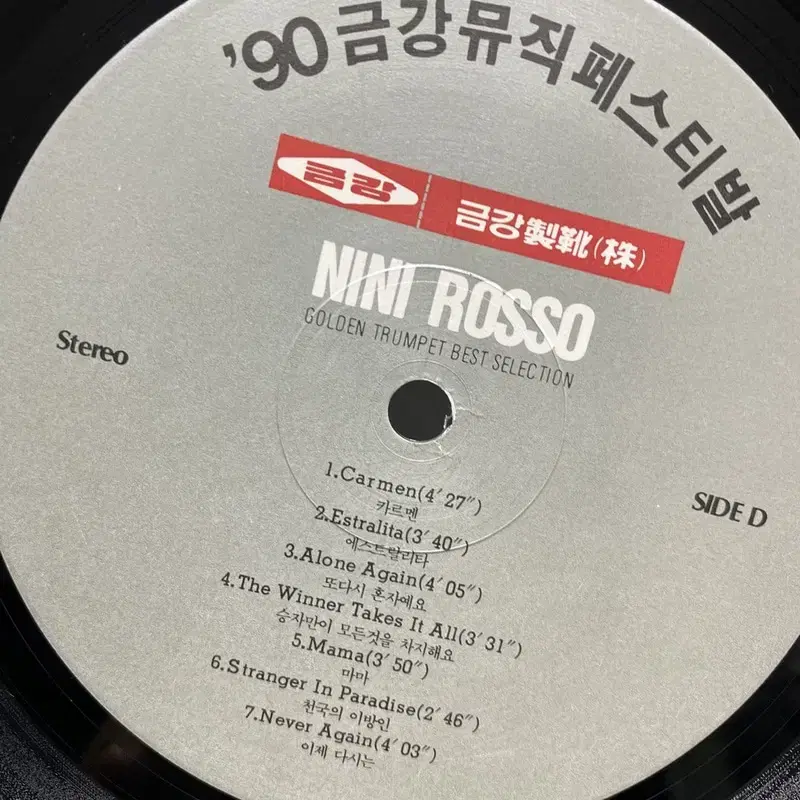 '90금강뮤직페스티발
금강
금강製靴(株)
NINI ROSSO
GOLDEN TRUMPET BEST SELECTION
Stereo
SIDE D
1.Carmen(4′27″)
카르멘
2.Estralita(3′40″)
에스트랄리타
3.Alone Again(4′05″)
또다시 혼자예요
4.The Winner Takes It All(3′31″)
승자만이 모든것을 차지해요
5.Mama(3′50″)
마마
6.Stranger In Paradise(2′46″)
천국의 이방인
7.Never Again(4′03″)
이제 다시는